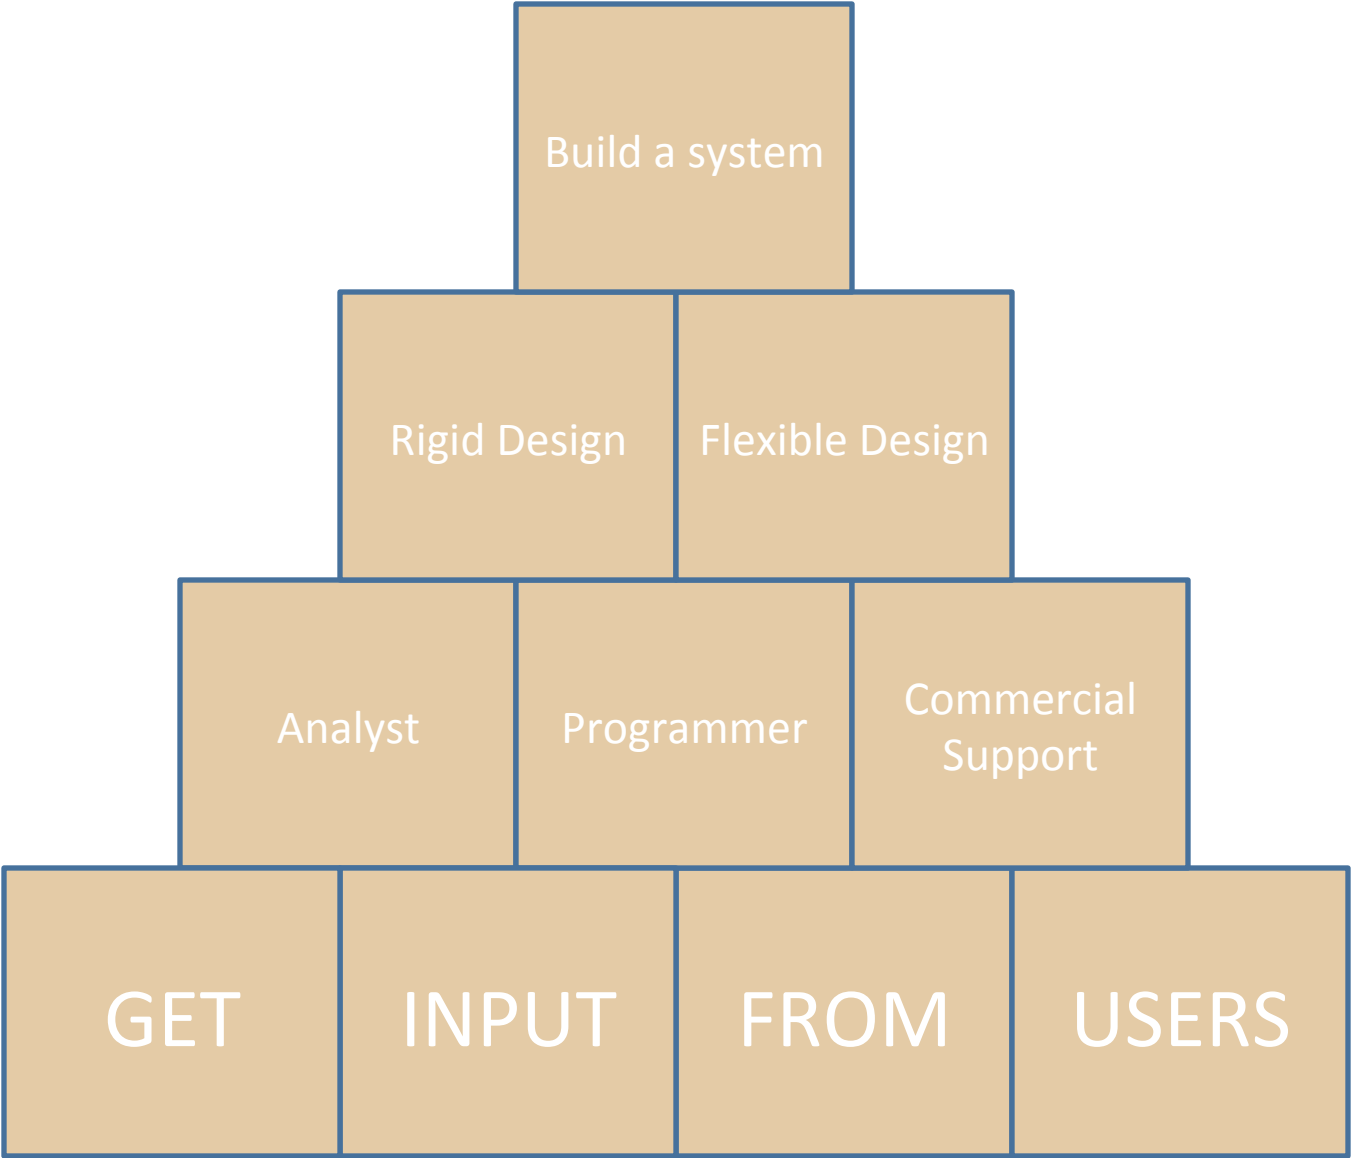 Build a system
Rigid Design
Flexible Design
Analyst
Programmer
Commercial
Support
GET
INPUT
FROM
USERS